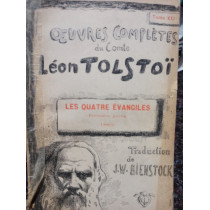 ŒUVRES COMPLÈTES
du Comte
Léon TOLSTOÏ
LES QUATRE ÉVANGILES
Traduction
de
J.W. BIENSTOCK